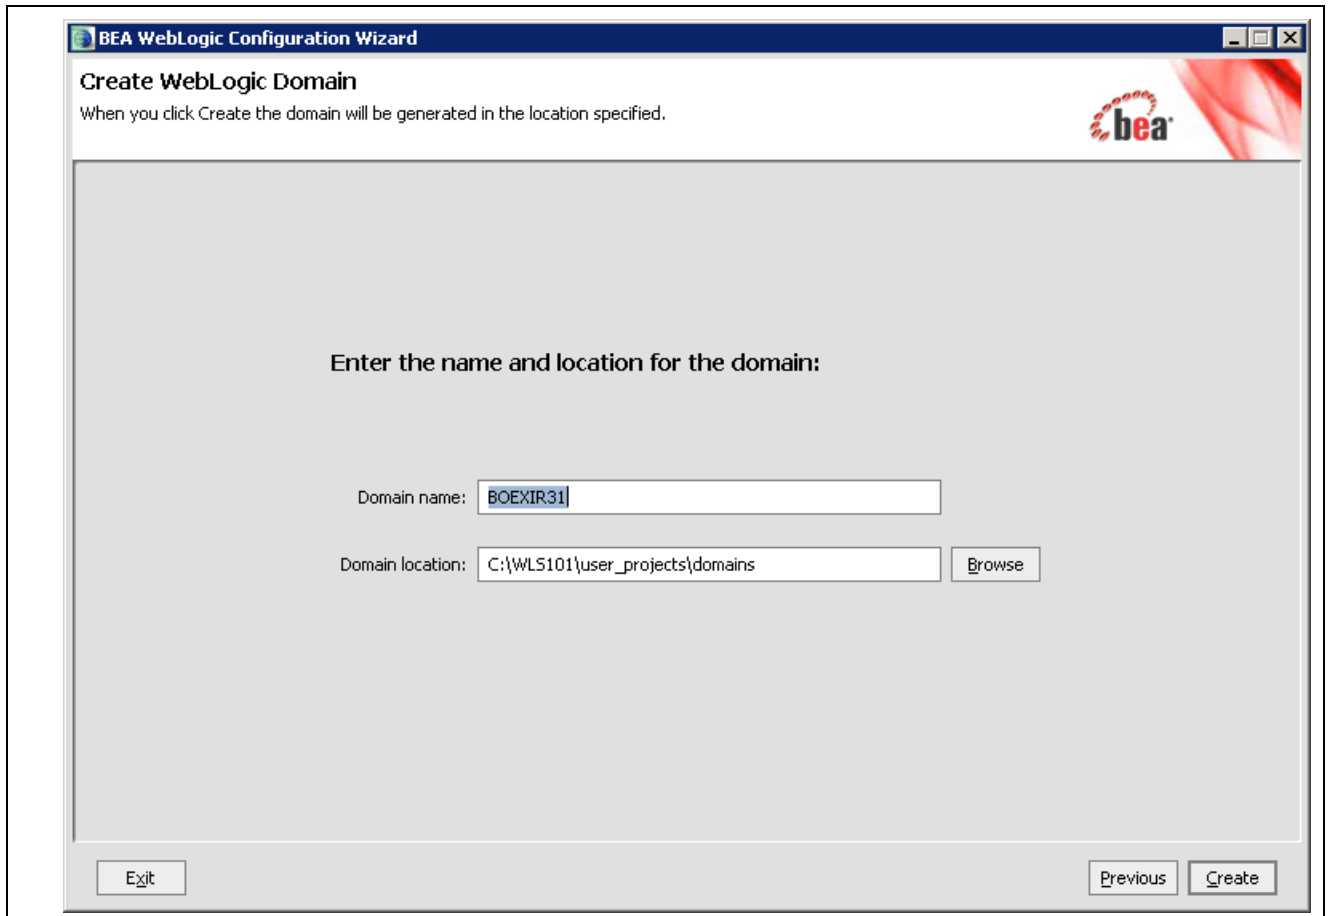 BEA WebLogic Configuration Wizard
Create WebLogic Domain
When you click Create the domain will be generated in the location specified.
bea
Enter the name and location for the domain:
Domain name: BOEXIR31
Domain location: C:\WLS101\user_projects\domains Browse
Exit Previous Create